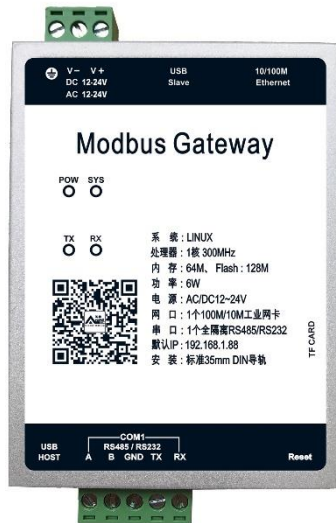 V− V+
DC 12-24V
AC 12-24V
USB
Slave
10/100M
Ethernet
Modbus Gateway
POW SYS
TX RX
系 统 : LINUX
处理器 : 1核 300MHz
内 存 : 64M、 Flash : 128M
功 率 : 6W
电 源 : AC/DC12~24V
网 口 : 1个100M/10M工业网卡
串 口 : 1个全隔离RS485/RS232
默认IP : 192.168.1.88
安 装 : 标准35mm DIN导轨
TF CARD
USB
HOST
COM1
RS485 / RS232
A B GND TX RX
Reset